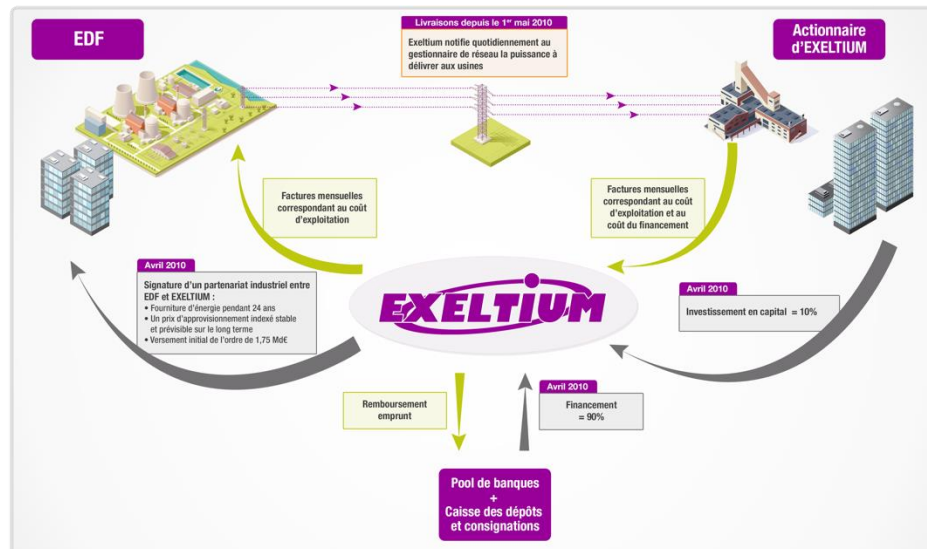 EDF
Livraisons depuis le 1er mai 2010
Exeltium notifie quotidiennement au
gestionnaire de réseau la puissance à
délivrer aux usines
Actionnaire
d'EXELTIUM
Factures mensuelles
correspondant au coût
d'exploitation
Factures mensuelles
correspondant au coût
d'exploitation et au
coût du financement
Avril 2010
Signature d'un partenariat industriel entre
EDF et EXELTIUM :
• Fourniture d'énergie pendant 24 ans
• Un prix d'approvisionnement indexé stable
et prévisible sur le long terme
• Versement initial de l'ordre de 1,75 Md€
EXELTIUM
Avril 2010
Investissement en capital = 10%
Remboursement
emprunt
Avril 2010
Financement
= 90%
Pool de banques
+
Caisse des dépôts
et consignations